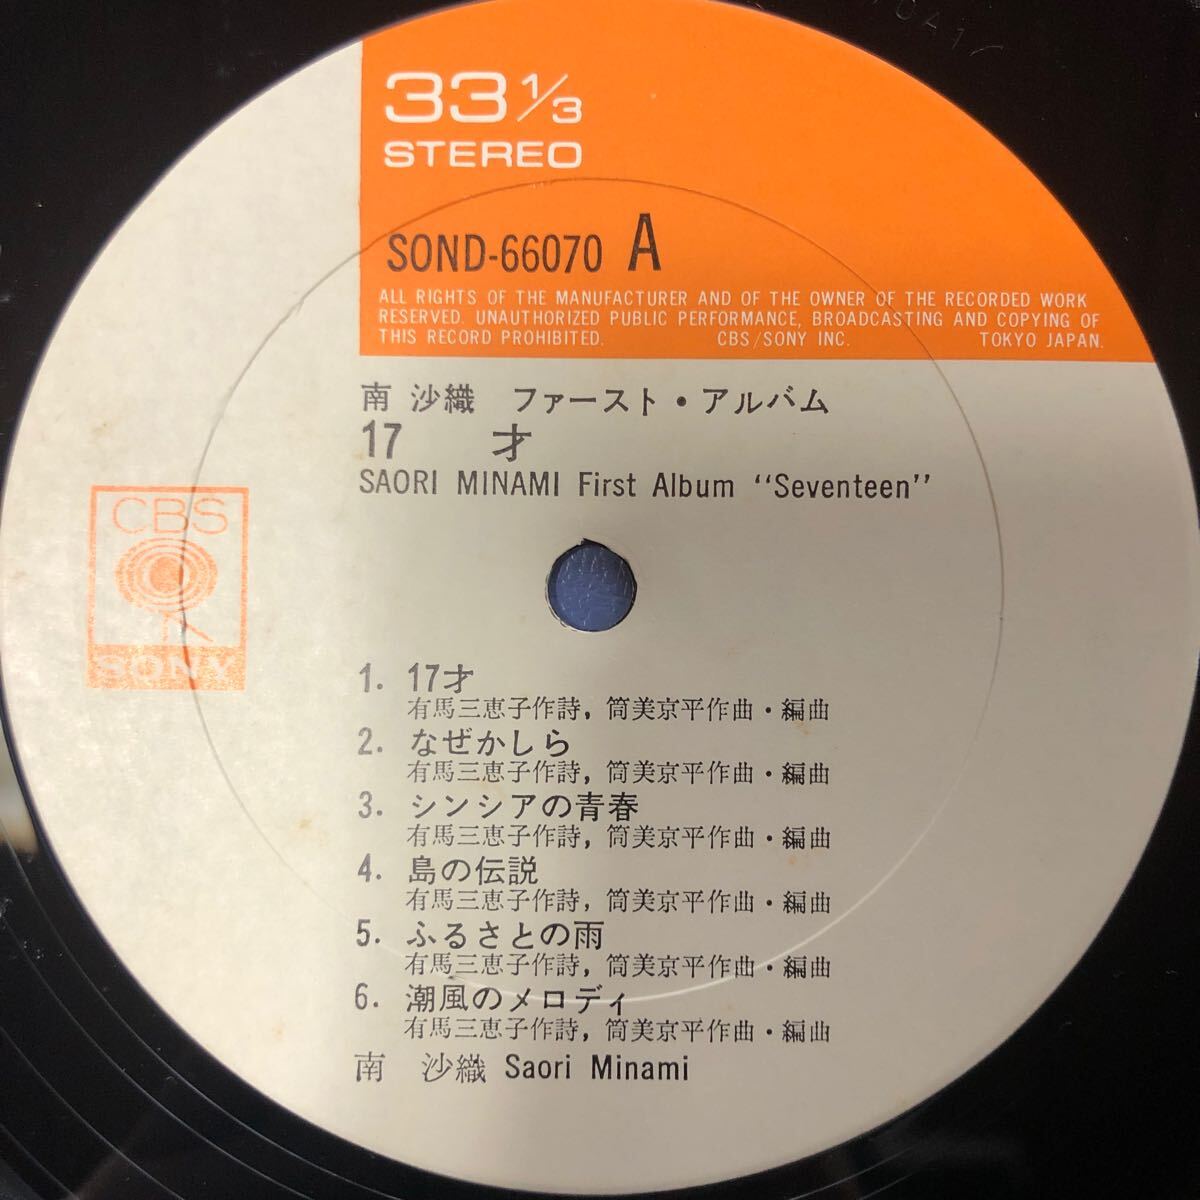 33 1/3
STEREO
SOND-66070 A
ALL RIGHTS OF THE MANUFACTURER AND OF THE OWNER OF THE RECORDED WORK
RESERVED. UNAUTHORIZED PUBLIC PERFORMANCE, BROADCASTING AND COPYING OF
THIS RECORD PROHIBITED. CBS/SONY INC. TOKYO JAPAN.
南 沙織 ファースト・アルバム
17 才
SAORI MINAMI First Album “Seventeen”
CBS
SONY
1. 17才
有馬三恵子作詩, 筒美京平作曲・編曲
2. なぜかしら
有馬三恵子作詩, 筒美京平作曲・編曲
3. シンシアの青春
有馬三恵子作詩, 筒美京平作曲・編曲
4. 島の伝説
有馬三恵子作詩, 筒美京平作曲・編曲
5. ふるさとの雨
有馬三恵子作詩, 筒美京平作曲・編曲
6. 潮風のメロディ
有馬三恵子作詩, 筒美京平作曲・編曲
南 沙織 Saori Minami